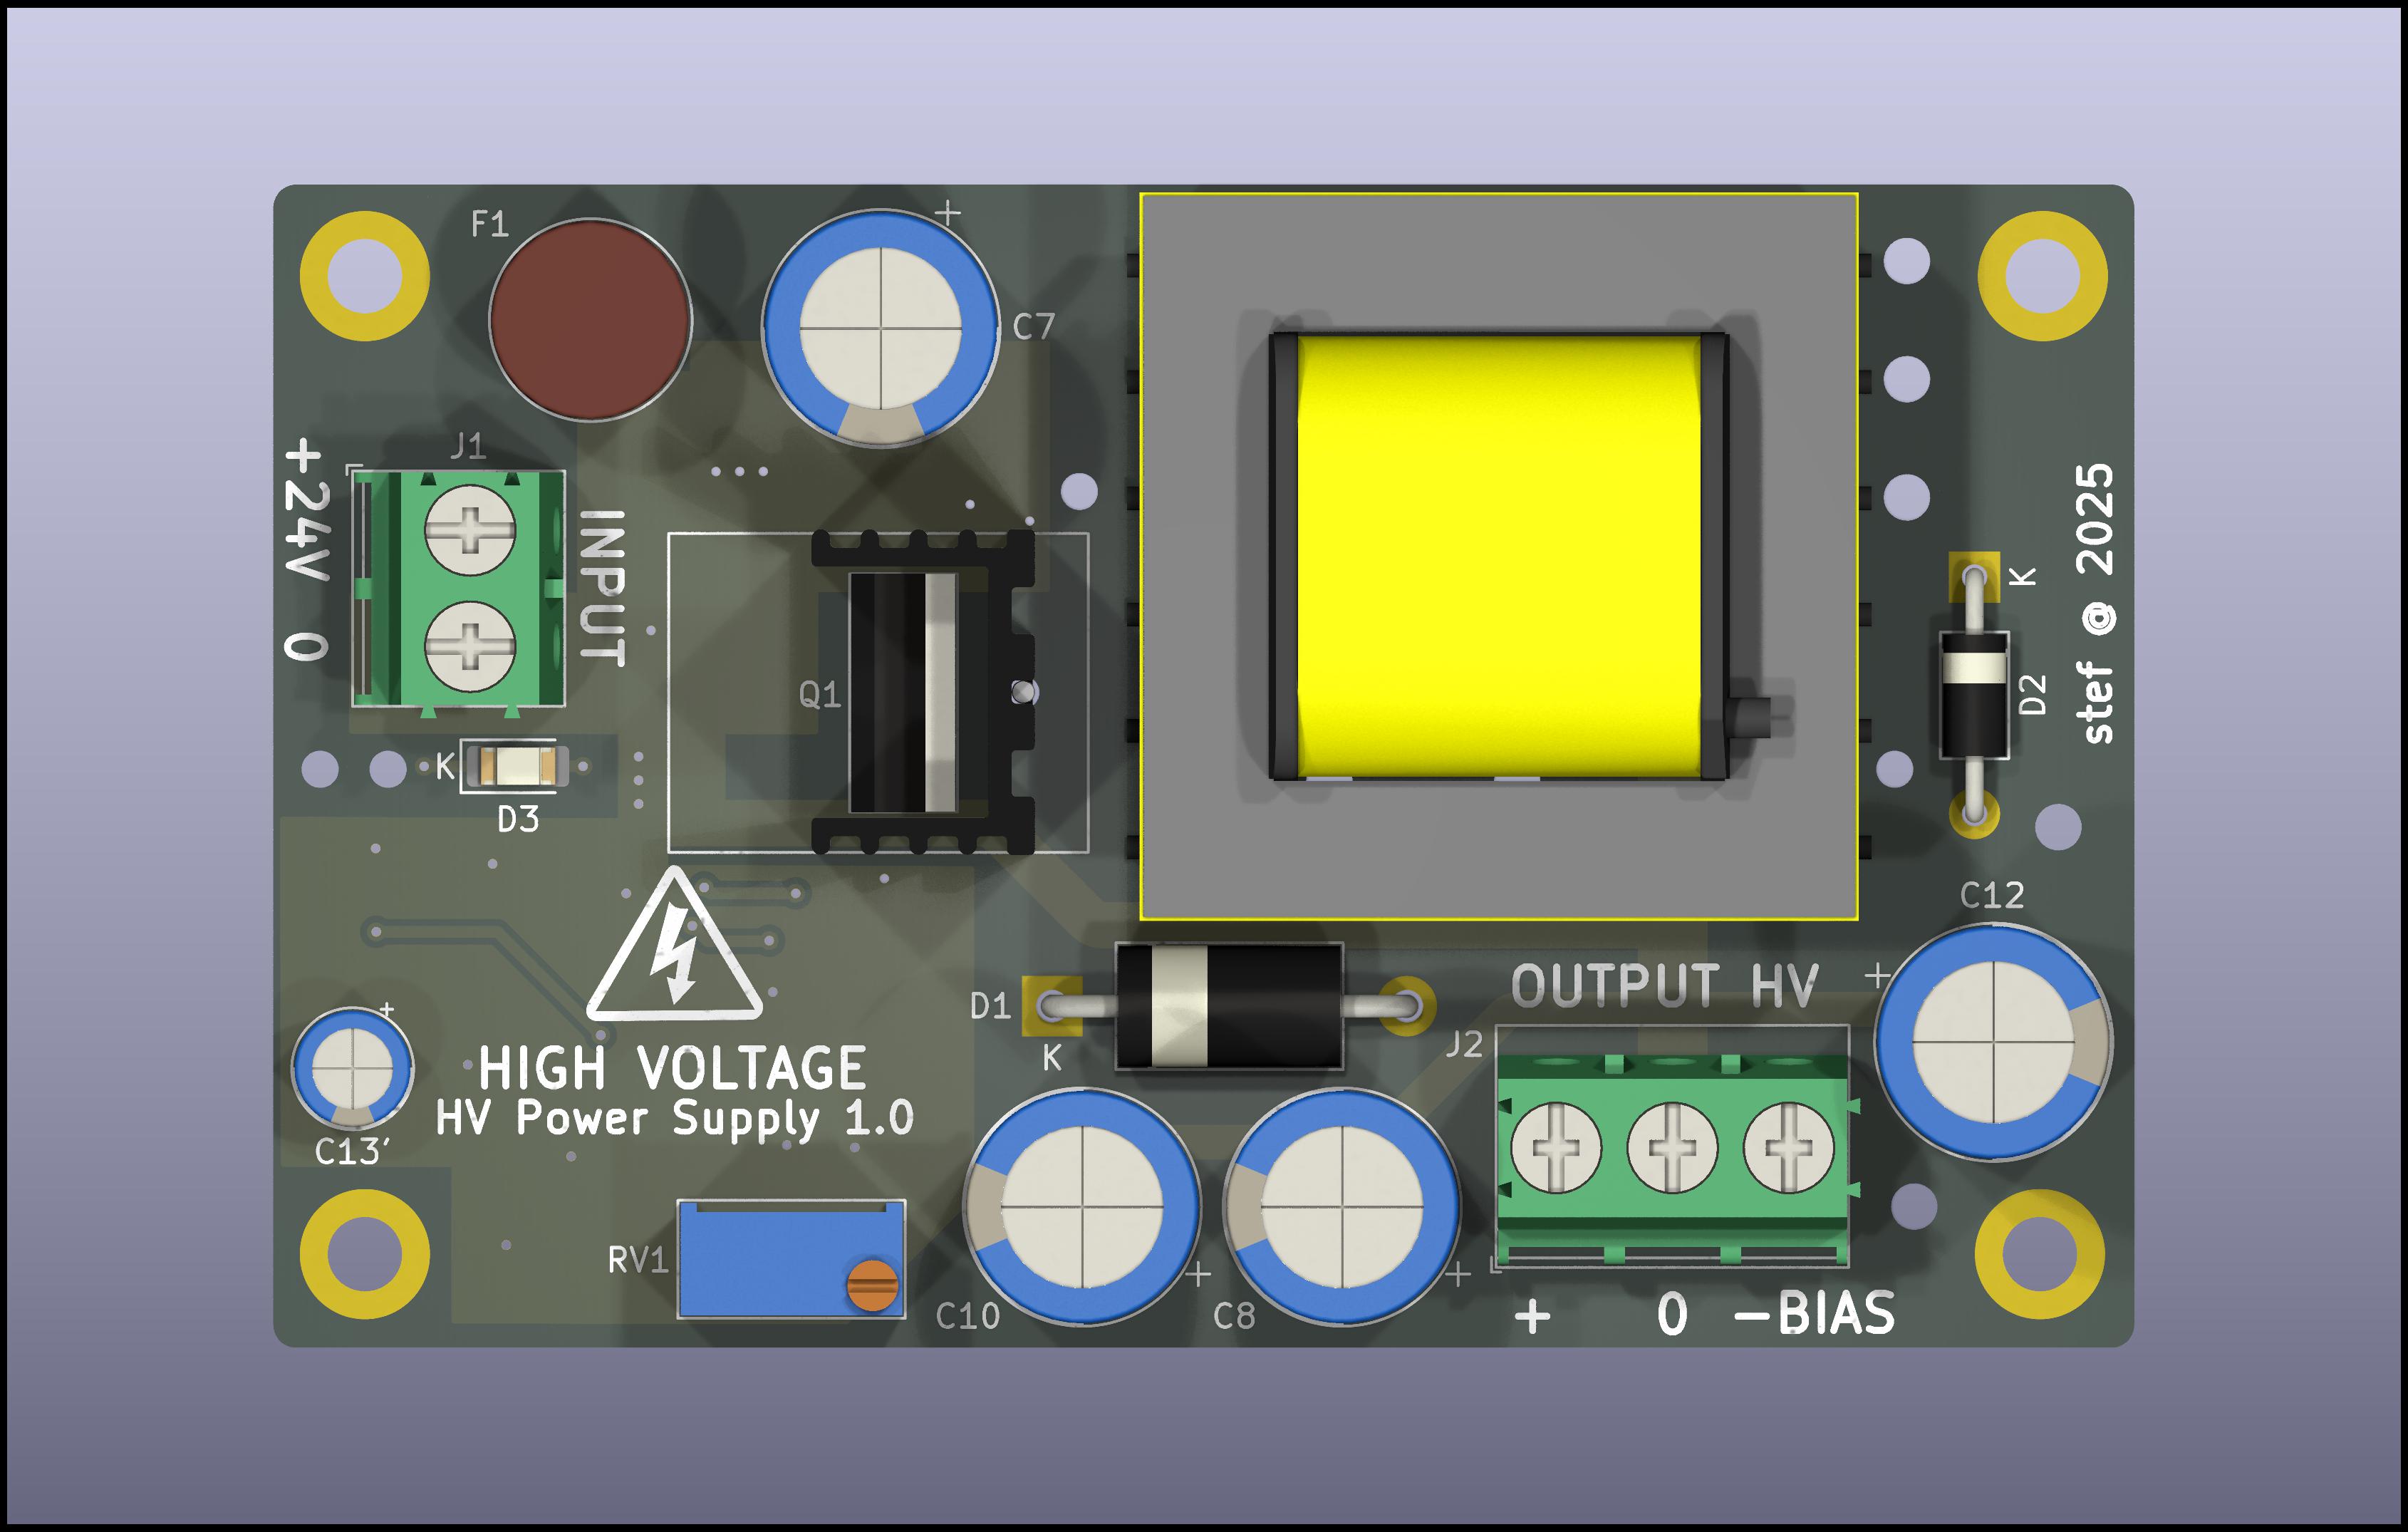 F1
+
C7
J1
+24V
0
INPUT
K
D3
Q1
K
D2
stef @ 2025
C12
+
HIGH VOLTAGE
HV Power Supply 1.0
+
C13'
D1
K
OUTPUT HV
J2
RV1
C10
+
C8
+
+ 0 -BIAS